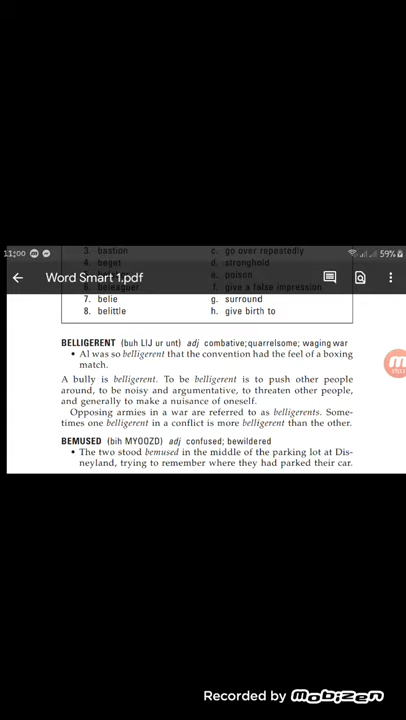 11:00 59%
3. bastion c. go over repeatedly
Word Smart 1.pdf
4. beget d. stronghold
e. poison
6. beleaguer f. give a false impression
7. belie g. surround
8. belittle h. give birth to
BELLIGERENT (buh LIJ ur unt) adj combative; quarrelsome; waging war
• Al was so belligerent that the convention had the feel of a boxing
match.
A bully is belligerent. To be belligerent is to push other people
around, to be noisy and argumentative, to threaten other people,
and generally to make a nuisance of oneself.
Opposing armies in a war are referred to as belligerents. Some-
times one belligerent in a conflict is more belligerent than the other.
BEMUSED (bih MYOOZD) adj confused; bewildered
• The two stood bemused in the middle of the parking lot at Dis-
neyland, trying to remember where they had parked their car.
Recorded by Mobizen